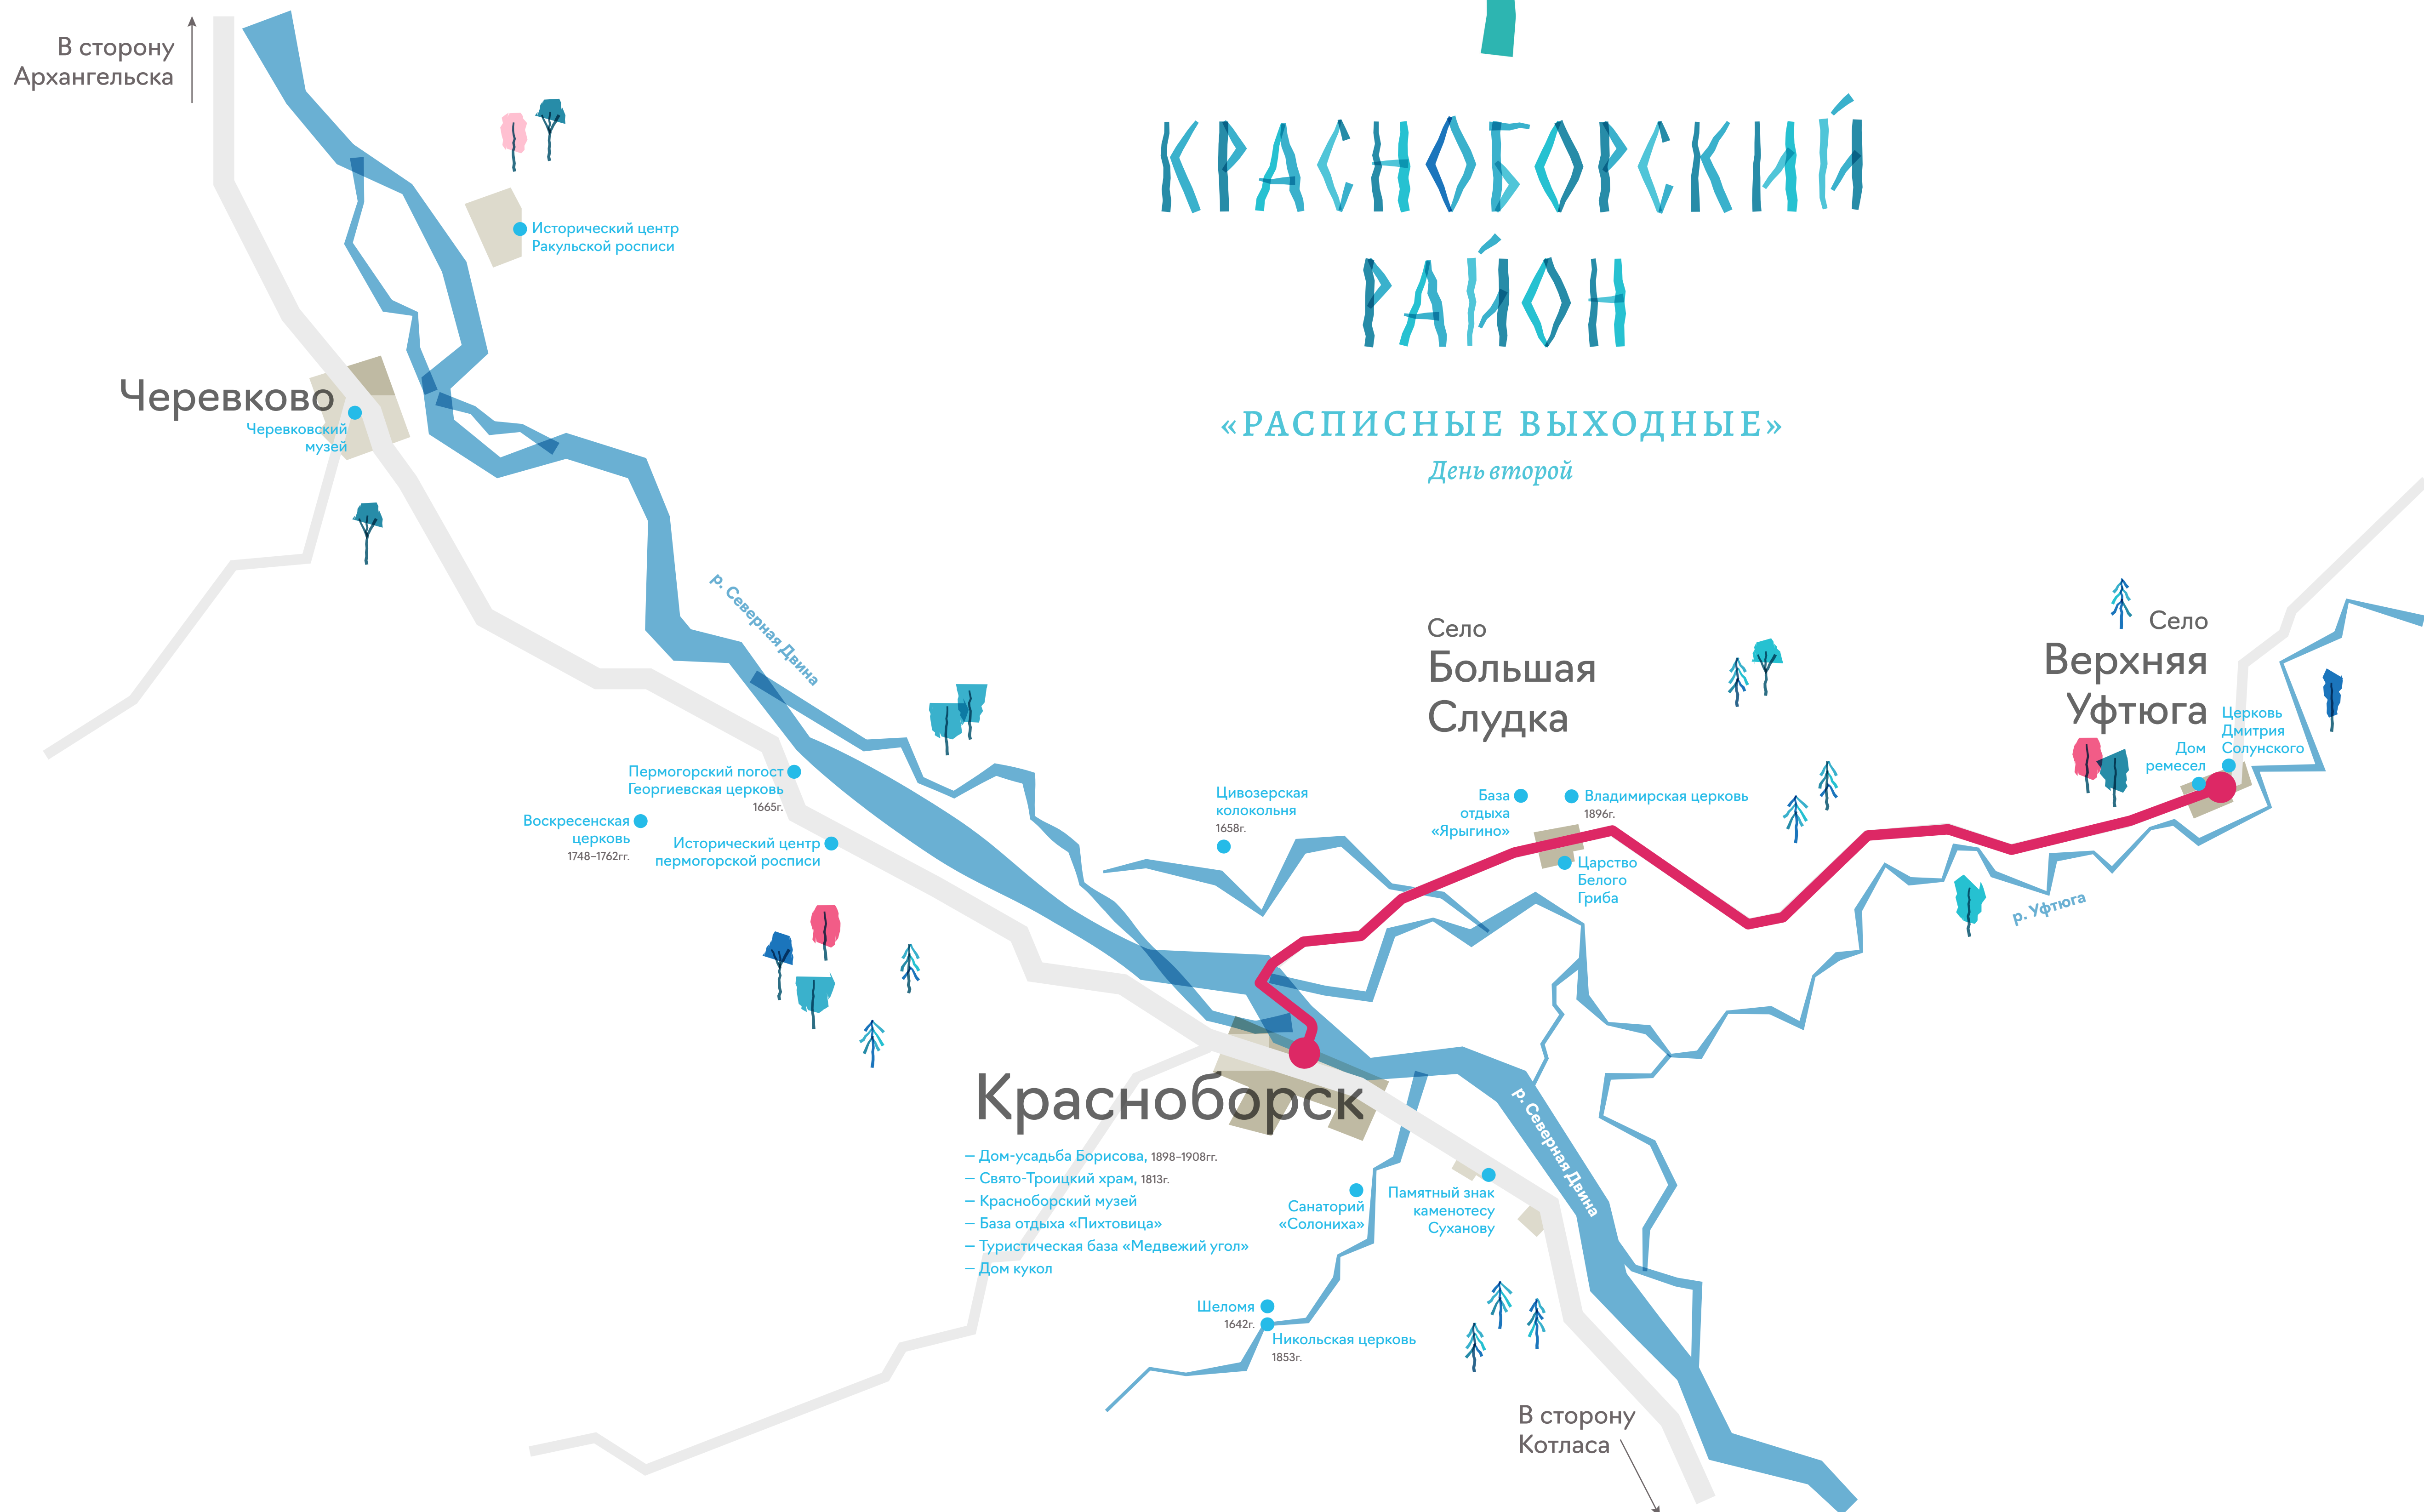 В сторону
Архангельска
КРАСНОБОРСКИЙ
РАЙОН
«РАСПИСНЫЕ ВЫХОДНЫЕ»
День второй
Исторический центр
Ракульской росписи
Черевково
Черевковский
музей
р. Северная Двина
Село
Большая
Слудка
Село
Верхняя
Уфтюга
Церковь
Дмитрия
Солунского
Дом
ремесел
Пермогорский погост
Георгиевская церковь
1665г.
Воскресенская
церковь
1748–1762гг.
Исторический центр
пермогорской росписи
Цивозерская
колокольня
1658г.
База
отдыха
«Ярыгино»
Владимирская церковь
1896г.
Царство
Белого
Гриба
р. Уфтюга
Красноборск
– Дом-усадьба Борисова, 1898–1908гг.
– Свято-Троицкий храм, 1813г.
– Красноборский музей
– База отдыха «Пихтовица»
– Туристическая база «Медвежий угол»
– Дом кукол
р. Северная Двина
Санаторий
«Солониха»
Памятный знак
каменотесу
Суханову
Шеломя
1642г.
Никольская церковь
1853г.
В сторону
Котласа